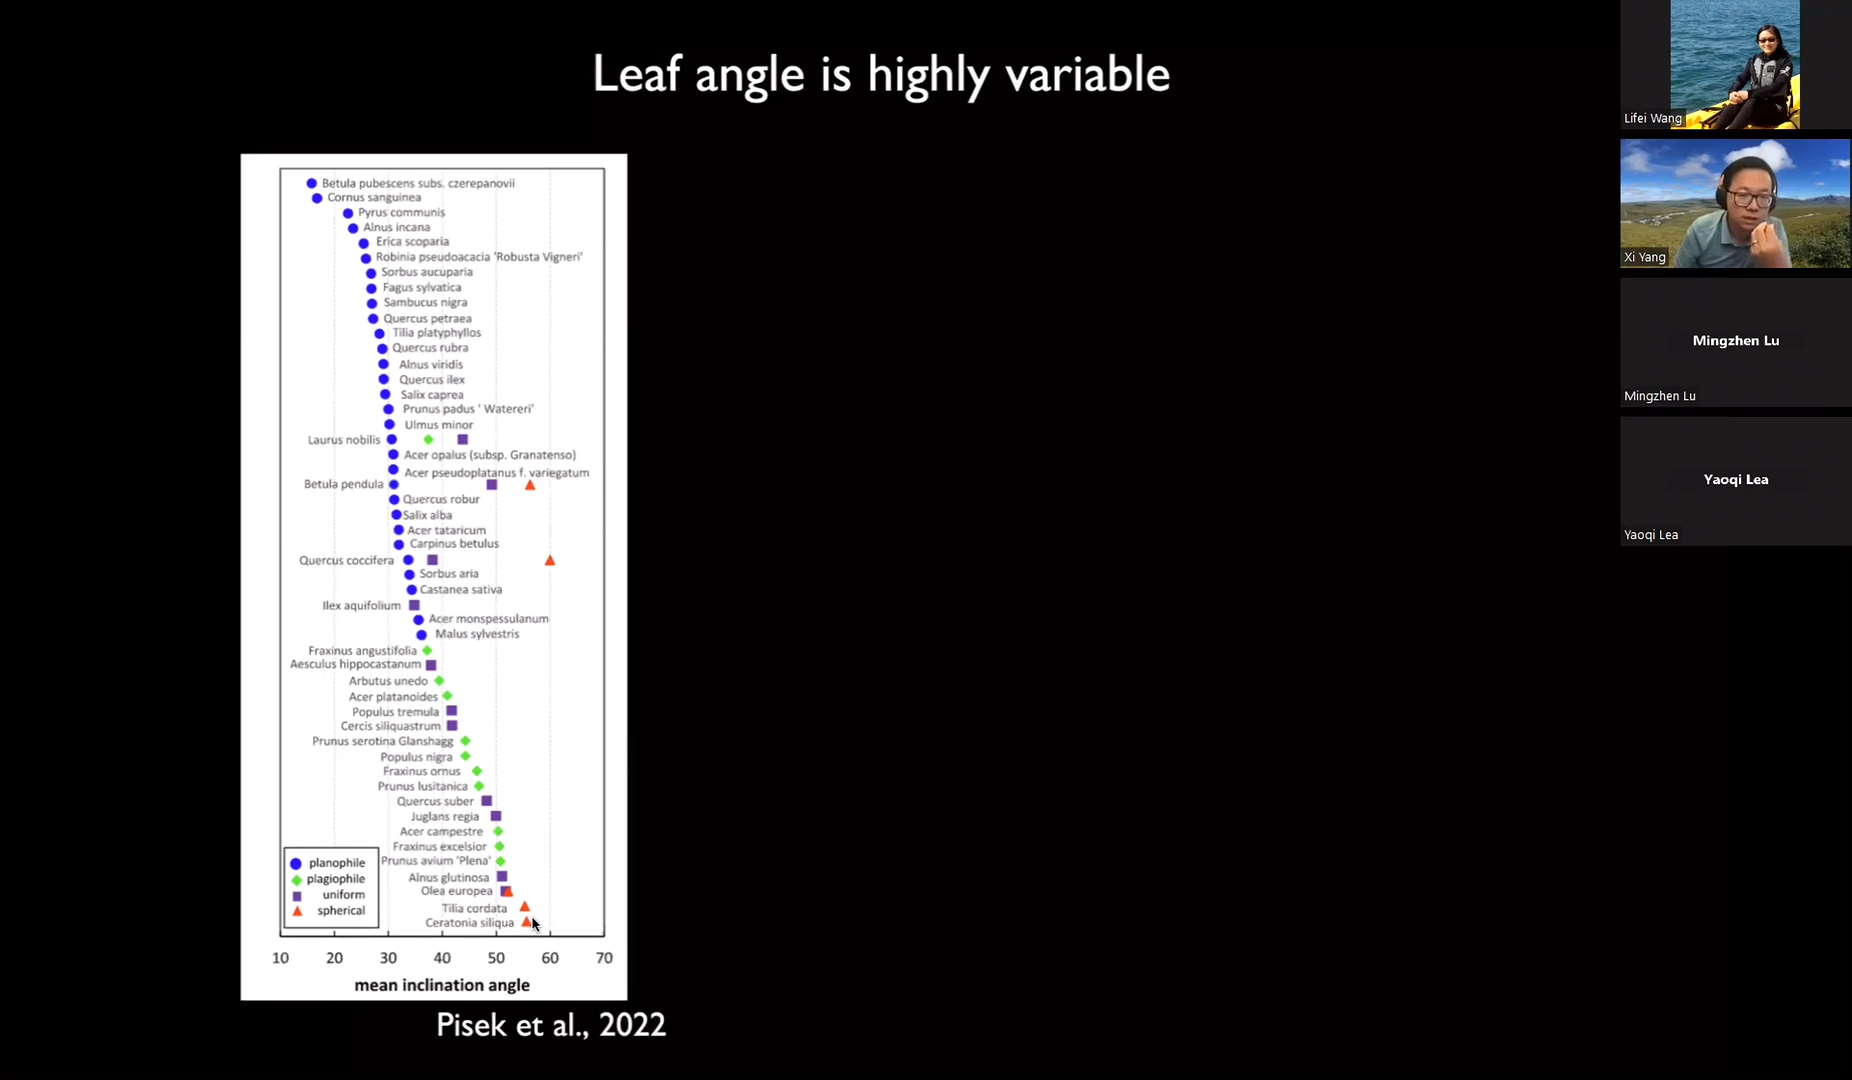 Leaf angle is highly variable
Betula pubescens subs. czerepanovii
Cornus sanguinea
Pyrus communis
Alnus incana
Erica scoparia
Robinia pseudoacacia 'Robusta Vigneri'
Sorbus aucuparia
Fagus sylvatica
Sambucus nigra
Quercus petraea
Tilia platyphyllos
Quercus rubra
Alnus viridis
Quercus ilex
Salix caprea
Prunus padus ' Watereri'
Ulmus minor
Laurus nobilis
Acer opalus (subsp. Granatenso)
Acer pseudoplatanus f. variegatum
Betula pendula
Quercus robur
Salix alba
Acer tataricum
Carpinus betulus
Quercus coccifera
Sorbus aria
Castanea sativa
Ilex aquifolium
Acer monspessulanum
Malus sylvestris
Fraxinus angustifolia
Aesculus hippocastanum
Arbutus unedo
Acer platanoides
Populus tremula
Cercis siliquastrum
Prunus serotina Glanshagg
Populus nigra
Fraxinus ornus
Prunus lusitanica
Quercus suber
Juglans regia
Acer campestre
Fraxinus excelsior
Prunus avium 'Plena'
Alnus glutinosa
Olea europea
Tilia cordata
Ceratonia siliqua
planophile
plagiophile
uniform
spherical
10 20 30 40 50 60 70
mean inclination angle
Pisek et al., 2022
Lifei Wang
Xi Yang
Mingzhen Lu
Mingzhen Lu
Yaoqi Lea
Yaoqi Lea